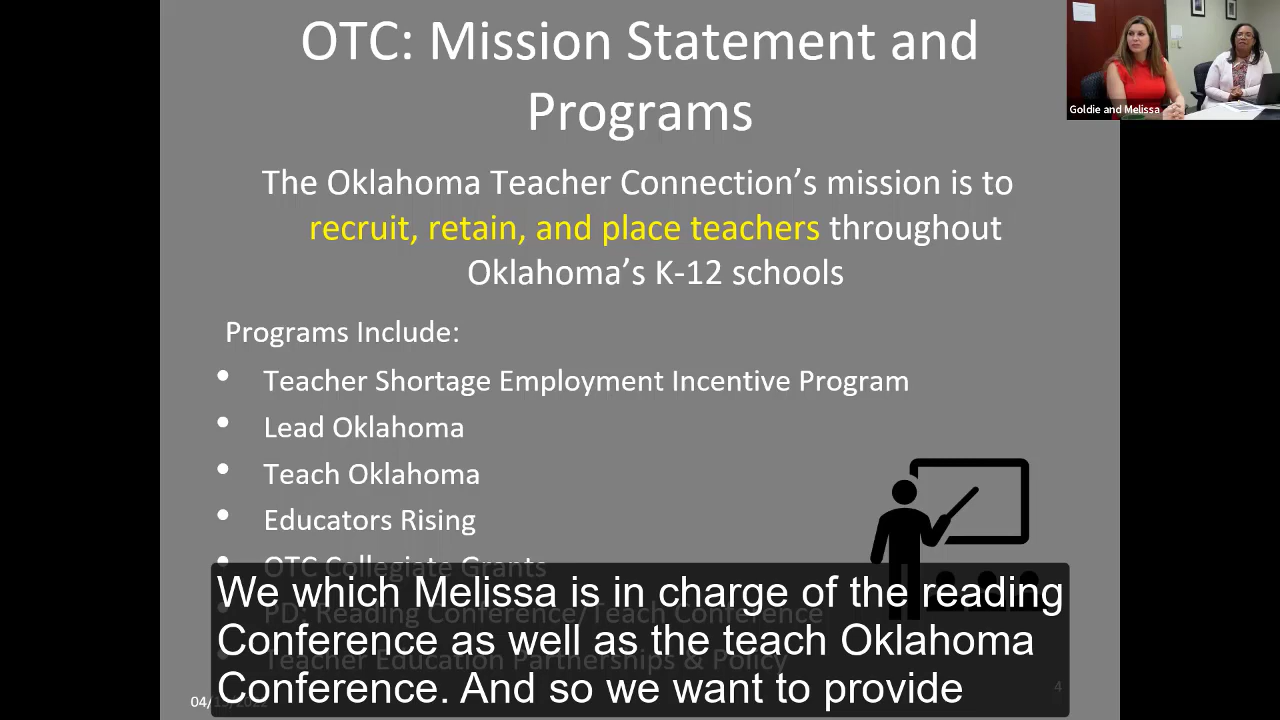 OTC: Mission Statement and
Programs
Goldie and Melissa
The Oklahoma Teacher Connection’s mission is to
recruit, retain, and place teachers throughout
Oklahoma’s K-12 schools
Programs Include:
• Teacher Shortage Employment Incentive Program
• Lead Oklahoma
• Teach Oklahoma
• Educators Rising
• OTC Collegiate Grants
• PD: Reading Conference/Teach Conference
• Teacher Education Partnerships & Policy
We which Melissa is in charge of the reading
Conference as well as the teach Oklahoma
Conference. And so we want to provide
4